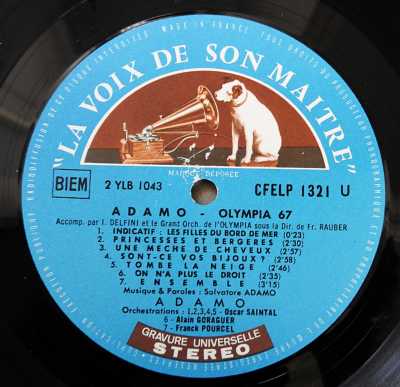 "LA VOIX DE SON MAITRE"
MARQUE DÉPOSÉE
BIEM
2 YLB 1043
CFELP 1321 U
ADAMO - OLYMPIA 67
Accomp. par I. DELFINI et le Grand Orch. de l'OLYMPIA sous la Dir. de Fr. RAUBER
1. INDICATIF : LES FILLES DU BORD DE MER (0'23)
2. PRINCESSES ET BERGERES (2'30)
3. UNE MÈCHE DE CHEVEUX (2'58)
4. SONT-CE VOS BIJOUX? (2'58)
5. TOMBE LA NEIGE (2'46)
6. ON N'A PLUS LE DROIT (2'35)
7. ENSEMBLE (3'15)
Musique & Paroles : Salvatore ADAMO
ADAMO
Orchestrations : 1,2,3,4,5 - Oscar SAINTAL
6 - Alain GORAGUER
7 - Franck POURCEL
GRAVURE UNIVERSELLE
STEREO